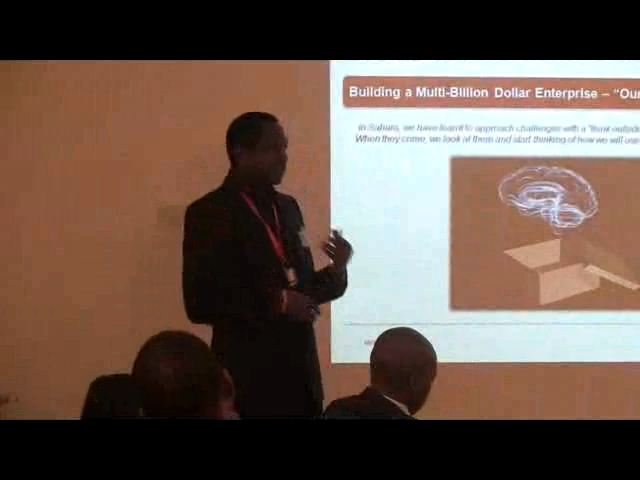 Building a Multi-Billion Dollar Enterprise – “Our
In Sahara, we have learnt to approach challenges with a "think outside
When they come, we look at them and start thinking of how we will use